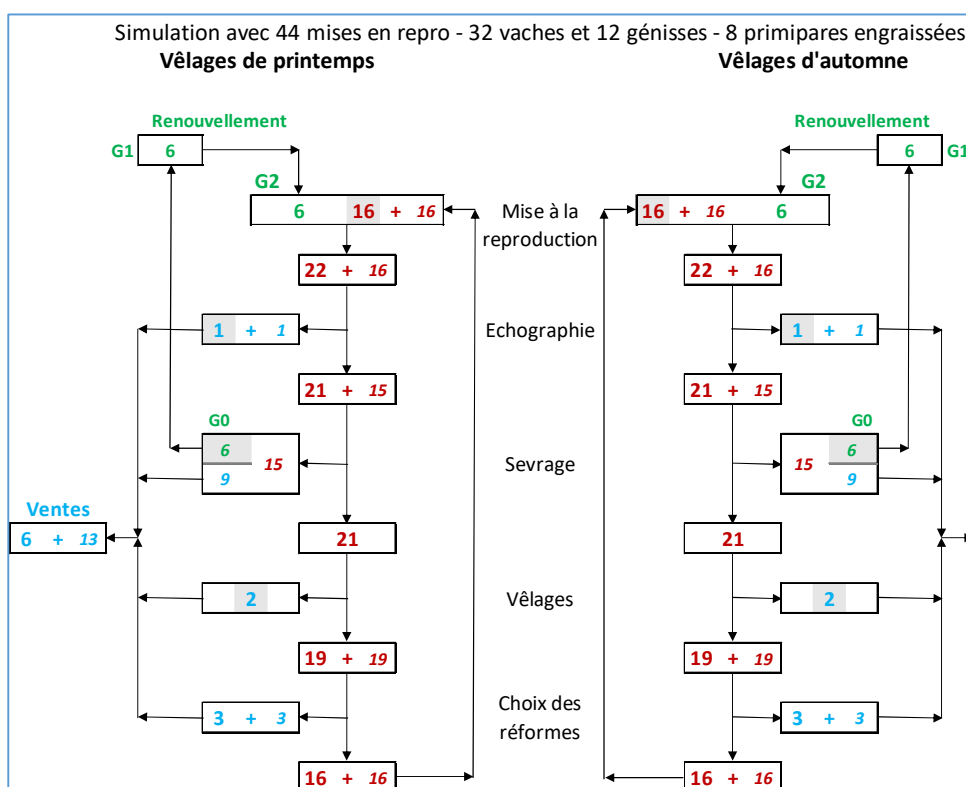 Simulation avec 44 mises en repro - 32 vaches et 12 génisses - 8 primipares engraissées
Vêlages de printemps Vêlages d'automne
Renouvellement Renouvellement
G1 6 6 G1
G2 G2
6 16 + 16 Mise à la 16 + 16 6
reproduction
22 + 16 22 + 16
1 + 1 Echographie 1 + 1
21 + 15 21 + 15
G0 G0
6 6
15 Sevrage 15
9 9
Ventes
6 + 13 21 21
2 Vêlages 2
19 + 19 19 + 19
Choix des
3 + 3 réformes 3 + 3
16 + 16 16 + 16